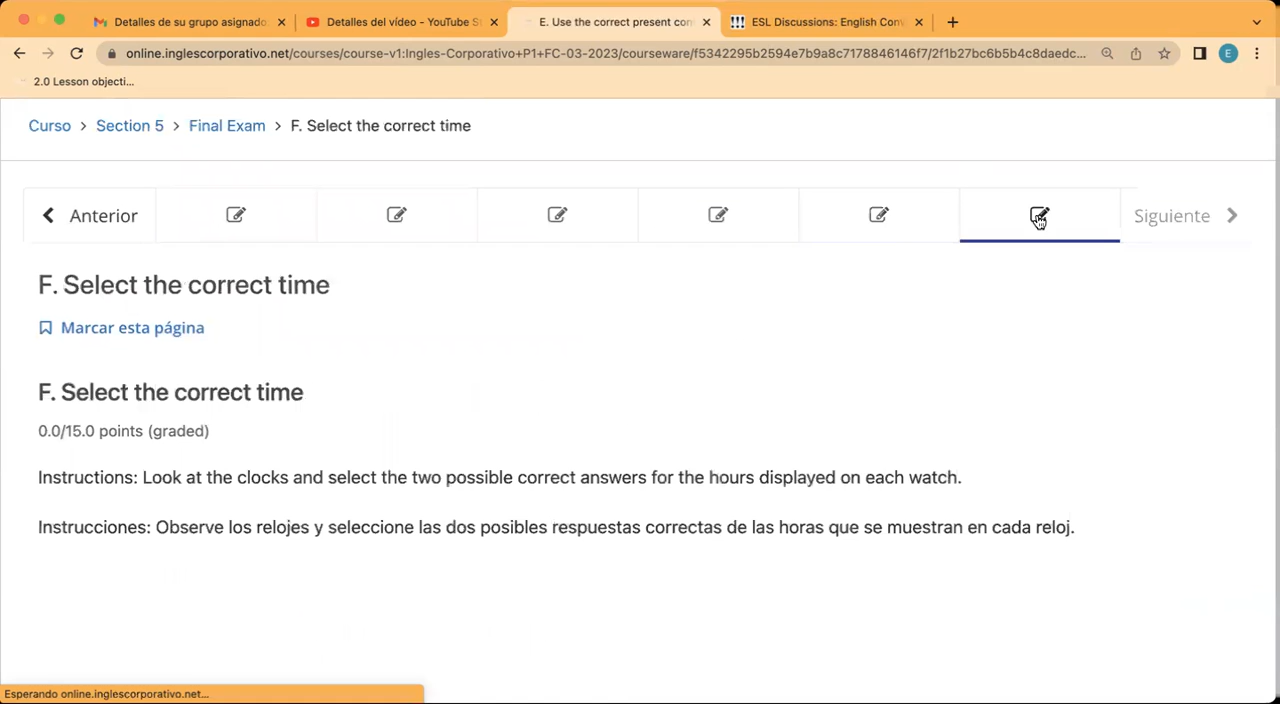 Detalles de su grupo asignado
Detalles del vídeo - YouTube S
E. Use the correct present con
ESL Discussions: English Conv
online.inglescorporativo.net/courses/course-v1:Ingles-Corporativo+P1+FC-03-2023/courseware/f5342295b2594e7b9a8c7178846146f7/2f1b27bc6b5b4c8daedc...
E
2.0 Lesson objecti...
Curso > Section 5 > Final Exam > F. Select the correct time
Anterior
Siguiente
F. Select the correct time
Marcar esta página
F. Select the correct time
0.0/15.0 points (graded)
Instructions: Look at the clocks and select the two possible correct answers for the hours displayed on each watch.
Instrucciones: Observe los relojes y seleccione las dos posibles respuestas correctas de las horas que se muestran en cada reloj.
Esperando online.inglescorporativo.net...